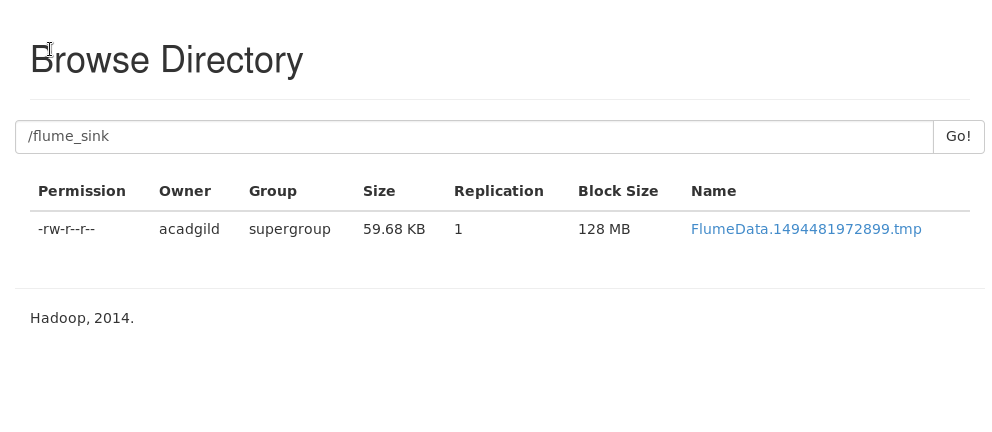 Browse Directory
/flume_sink Go!
Permission Owner Group Size Replication Block Size Name
-rw-r--r-- acadgild supergroup 59.68 KB 1 128 MB FlumeData.1494481972899.tmp
Hadoop, 2014.